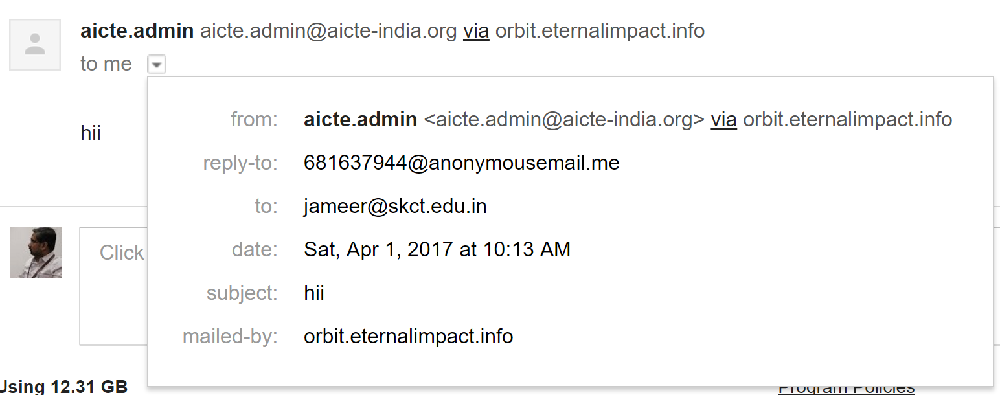 aicte.admin aicte.admin@aicte-india.org via orbit.eternalimpact.info
to me
hii
from: aicte.admin <aicte.admin@aicte-india.org> via orbit.eternalimpact.info
reply-to: 681637944@anonymousemail.me
to: jameer@skct.edu.in
date: Sat, Apr 1, 2017 at 10:13 AM
subject: hii
mailed-by: orbit.eternalimpact.info
Click
Using 12.31 GB
Program Policies